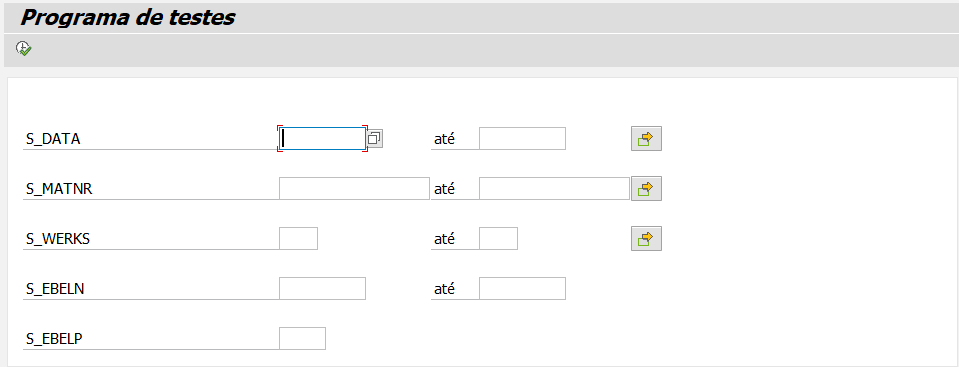 Programa de testes
S_DATA até
S_MATNR até
S_WERKS até
S_EBELN até
S_EBELP